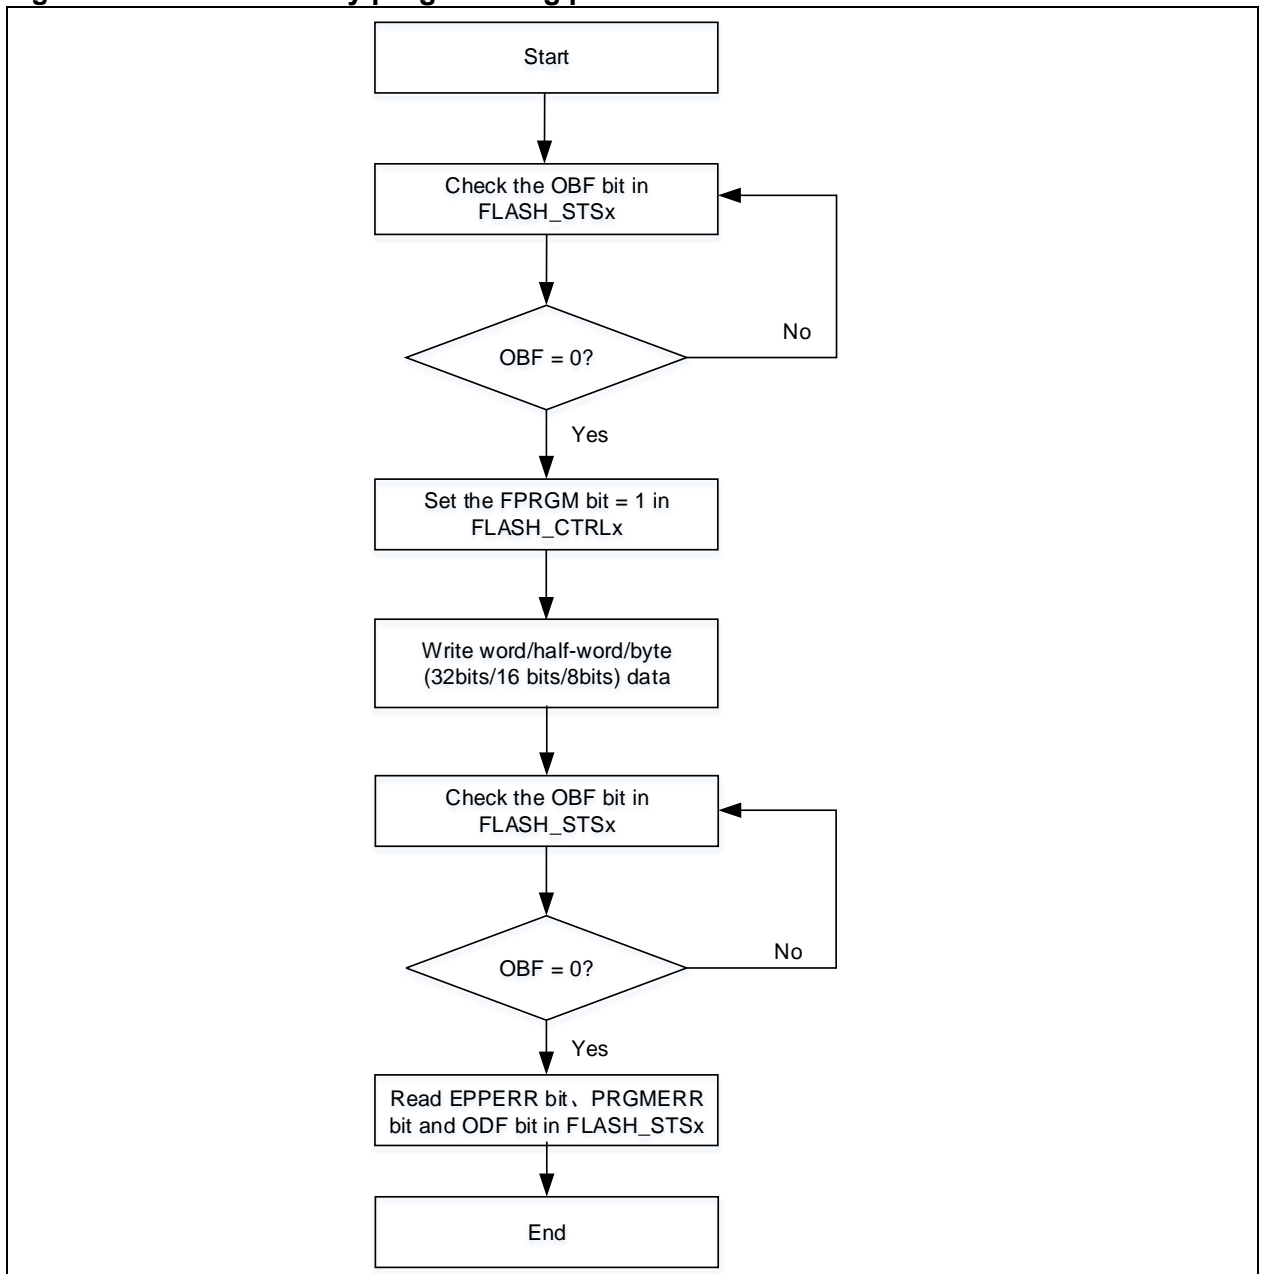 Start
Check the OBF bit in
FLASH_STSx
OBF = 0?
No
Yes
Set the FPRGM bit = 1 in
FLASH_CTRLx
Write word/half-word/byte
(32bits/16 bits/8bits) data
Check the OBF bit in
FLASH_STSx
OBF = 0?
No
Yes
Read EPPERR bit、PRGMERR
bit and ODF bit in FLASH_STSx
End